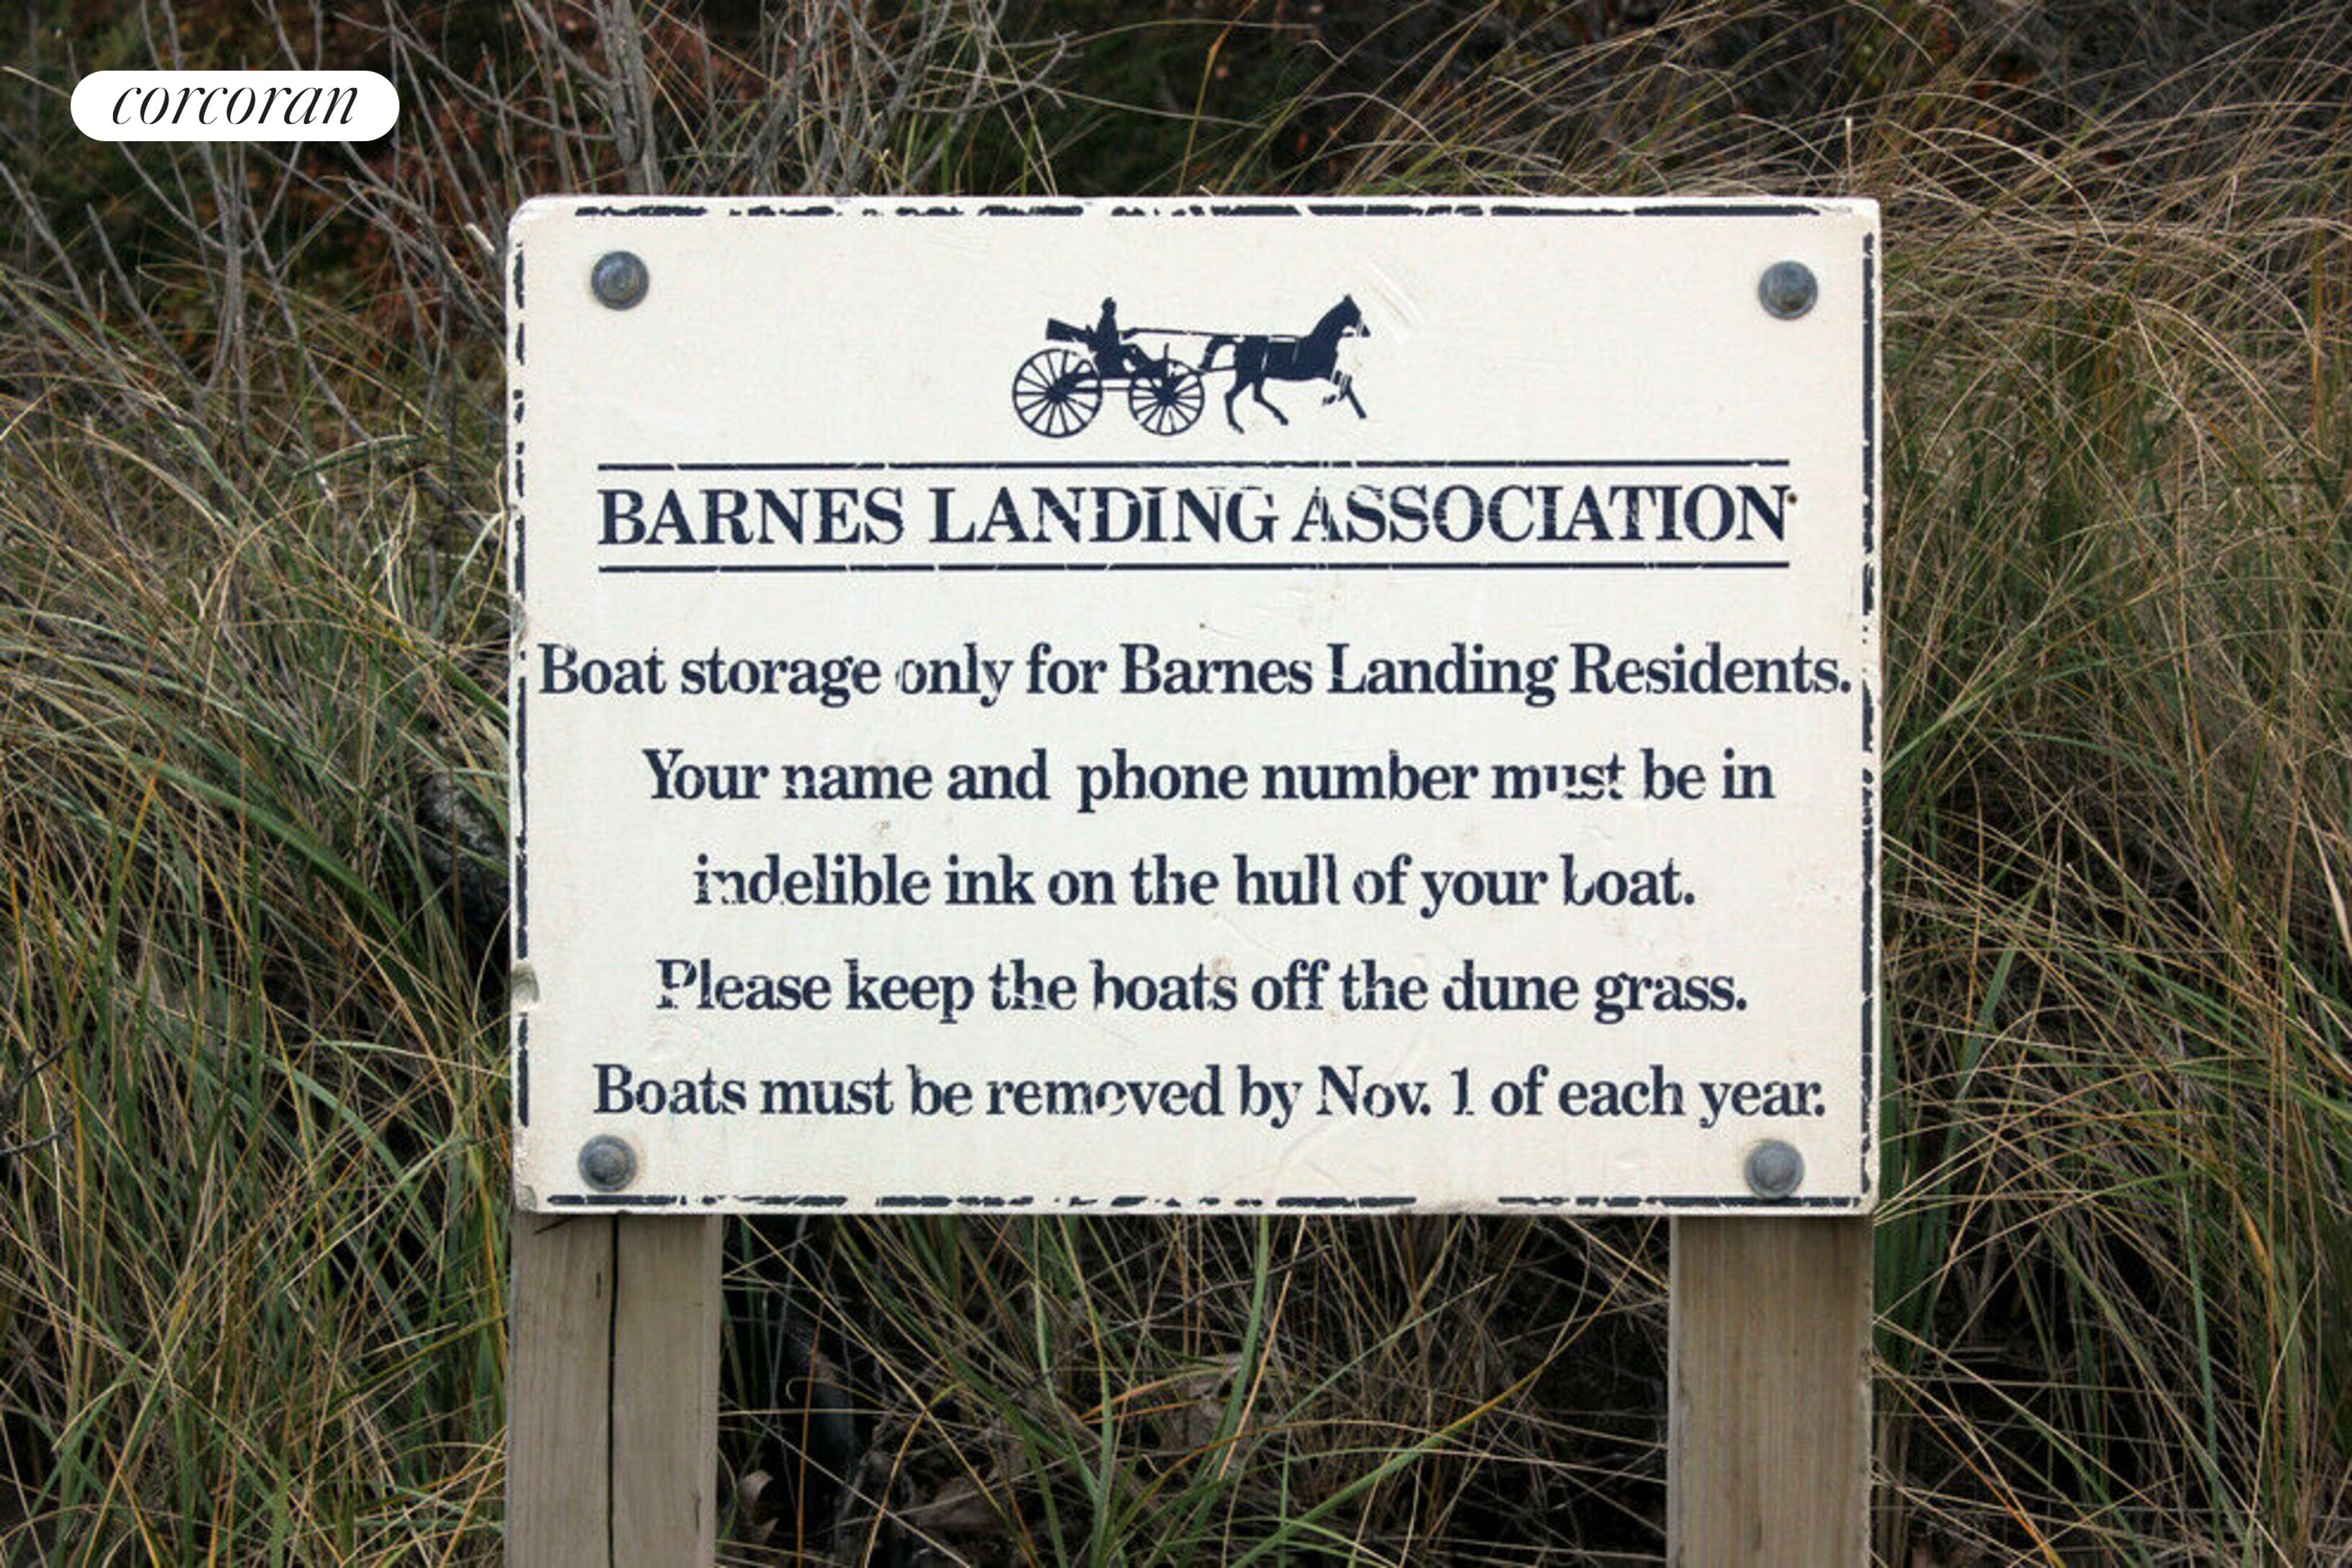 corcoran
BARNES LANDING ASSOCIATION
Boat storage only for Barnes Landing Residents.
Your name and phone number must be in
indelible ink on the hull of your boat.
Please keep the boats off the dune grass.
Boats must be removed by Nov. 1 of each year.